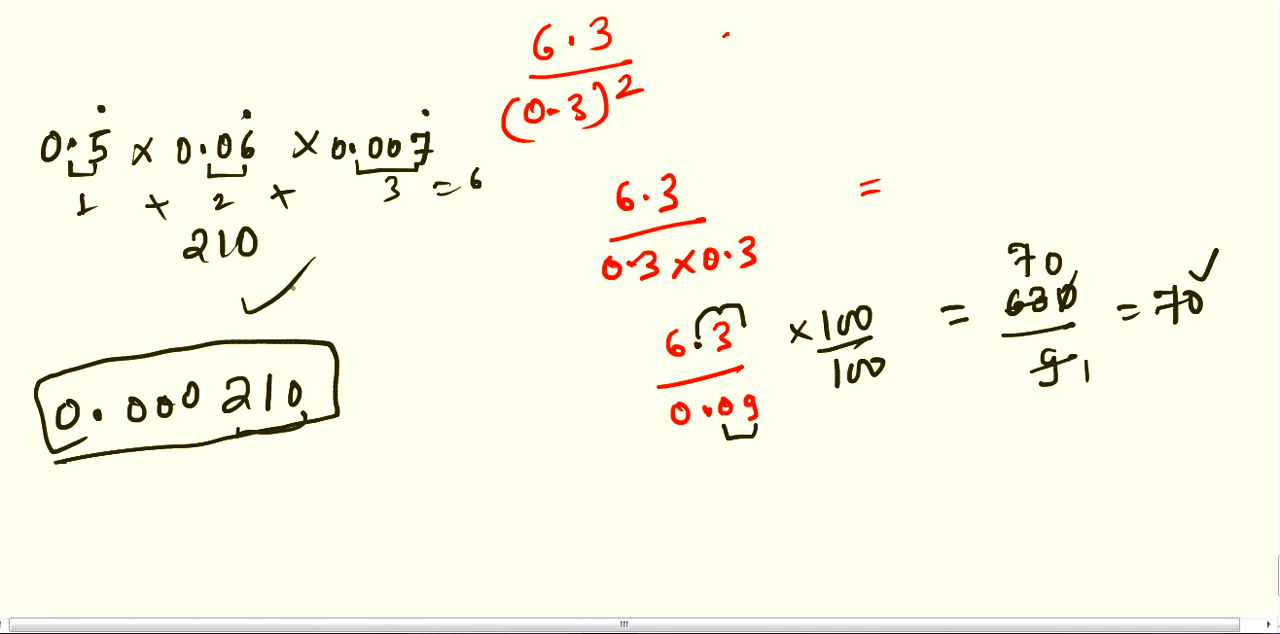 0.5 × 0.06 × 0.007
1 + 2 + 3 = 6
210
0.000210
6.3
(0.3)²
6.3 =
0.3 × 0.3
6.3 × 100 = 70 630 = 70
0.09 100 9 1